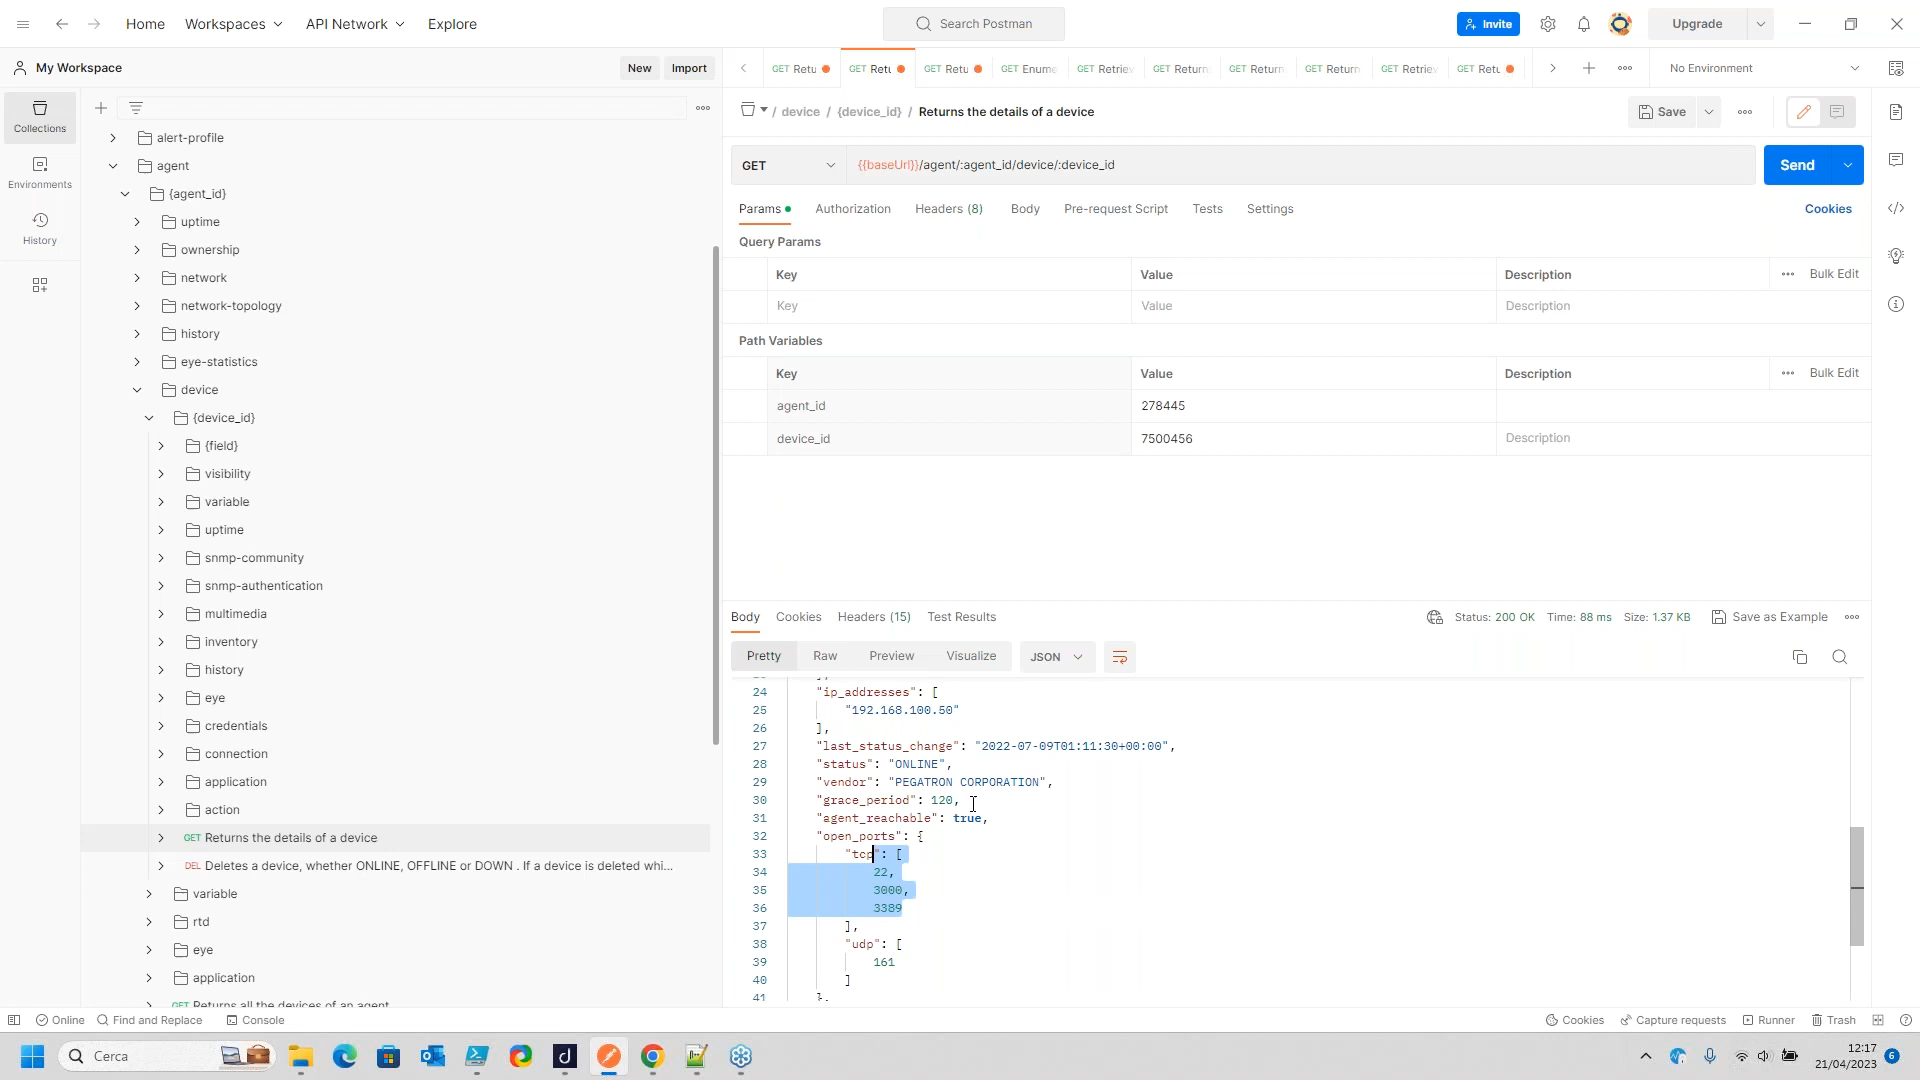 Home
Workspaces
API Network
Explore
Search Postman
Invite
Upgrade
My Workspace
New
Import
GET Retu
GET Retu
GET Retu
GET Enume
GET Retrie
GET Return
GET Return
GET Return
GET Retrie
GET Retu
No Environment
Collections
Environments
History
alert-profile
agent
{agent_id}
uptime
ownership
network
network-topology
history
eye-statistics
device
{device_id}
{field}
visibility
variable
uptime
snmp-community
snmp-authentication
multimedia
inventory
history
eye
credentials
connection
application
action
GET Returns the details of a device
DEL Deletes a device, whether ONLINE, OFFLINE or DOWN . If a device is deleted whi...
variable
rtd
eye
application
GET Returns all the devices of an agent
/ device / {device_id} / Returns the details of a device
Save
GET
{{baseUrl}}/agent/:agent_id/device/:device_id
Send
Params
Authorization
Headers (8)
Body
Pre-request Script
Tests
Settings
Cookies
Query Params
Key Value Description Bulk Edit
Key Value Description
Path Variables
Key Value Description Bulk Edit
agent_id 278445
device_id 7500456 Description
Body
Cookies
Headers (15)
Test Results
Status: 200 OK Time: 88 ms Size: 1.37 KB
Save as Example
Pretty
Raw
Preview
Visualize
JSON
24 "ip_addresses": [
25 "192.168.100.50"
26 ],
27 "last_status_change": "2022-07-09T01:11:30+00:00",
28 "status": "ONLINE",
29 "vendor": "PEGATRON CORPORATION",
30 "grace_period": 120,
31 "agent_reachable": true,
32 "open_ports": {
33 "tcp": [
34 22,
35 3000,
36 3389
37 ],
38 "udp": [
39 161
40 ]
41 },
Online
Find and Replace
Console
Cookies
Capture requests
Runner
Trash
Cerca
12:17
21/04/2023
6